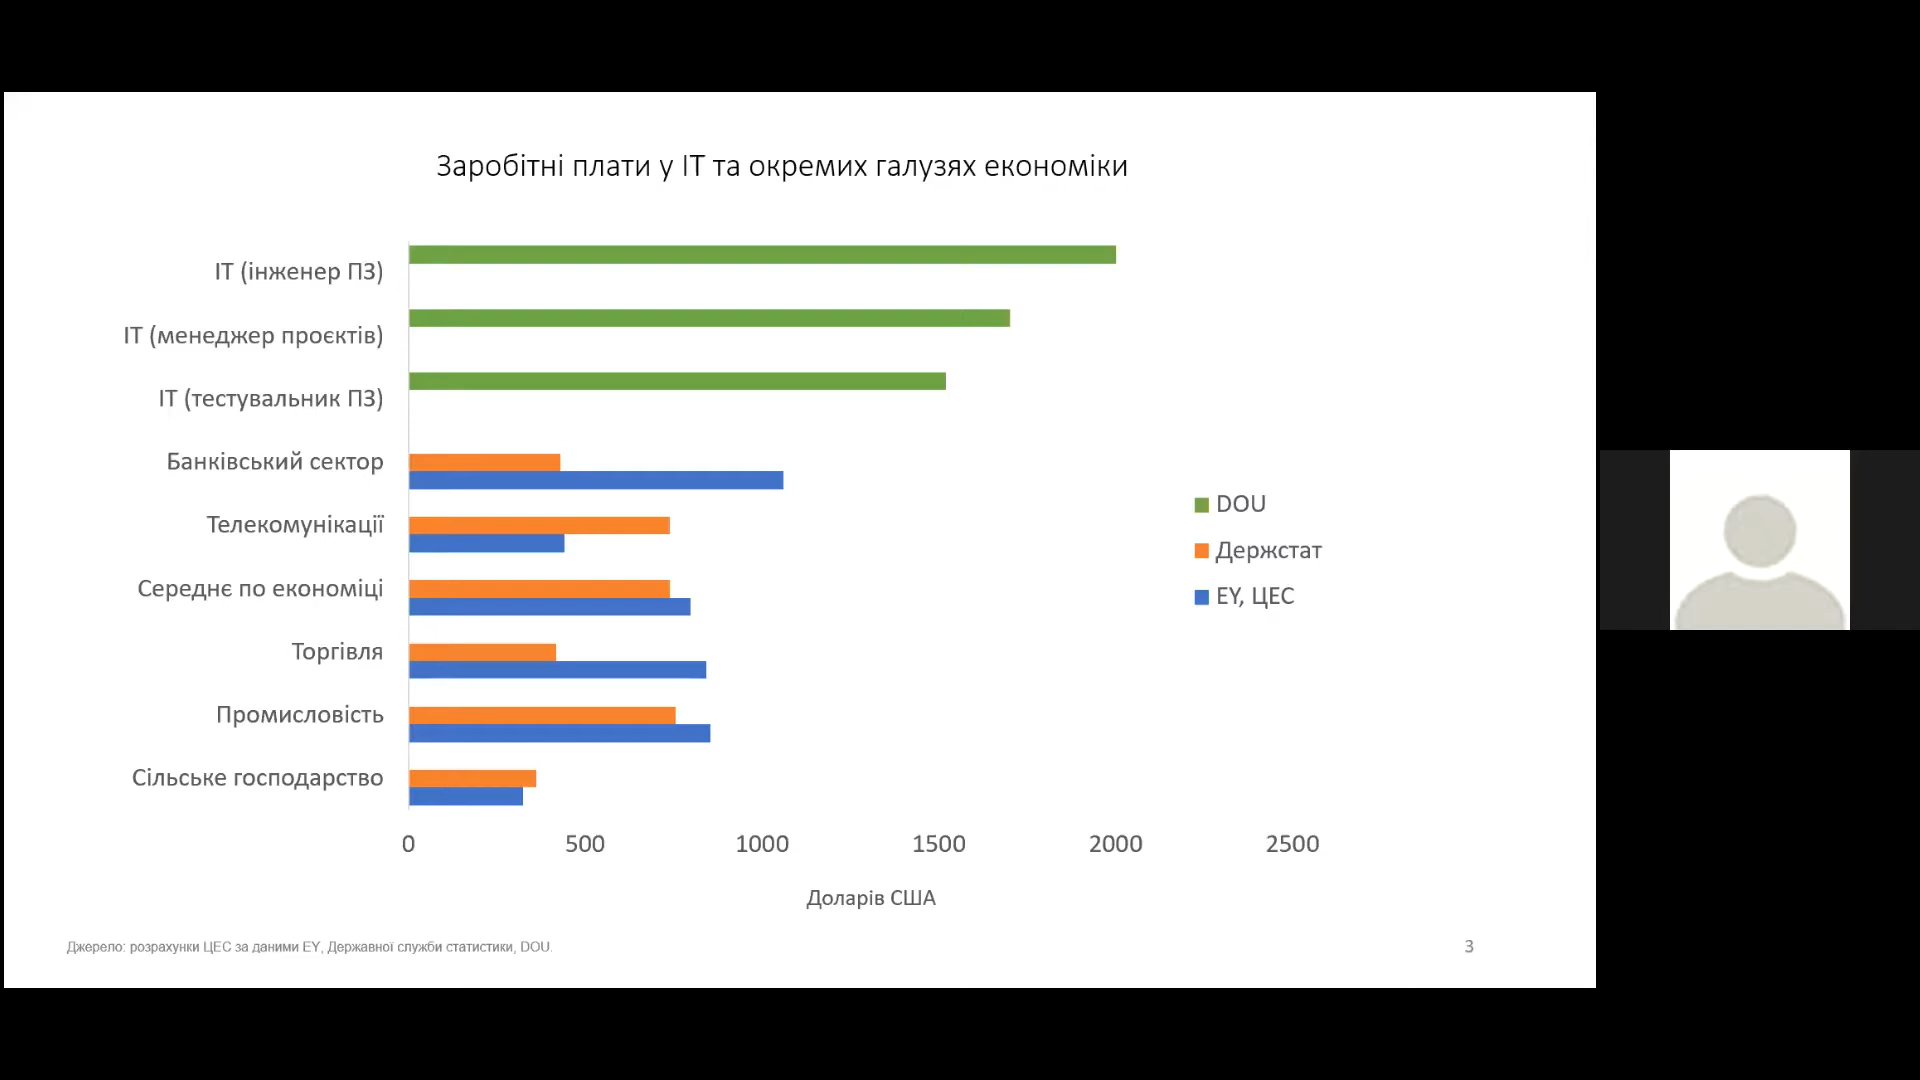 Заробітні плати у ІТ та окремих галузях економіки
ІТ (інженер ПЗ)
ІТ (менеджер проєктів)
ІТ (тестувальник ПЗ)
Банківський сектор
Телекомунікації
Середнє по економіці
Торгівля
Промисловість
Сільське господарство
DOU
Держстат
EY, ЦЕС
0 500 1000 1500 2000 2500
Доларів США
Джерело: розрахунки ЦЕС за даними EY, Державної служби статистики, DOU.
3